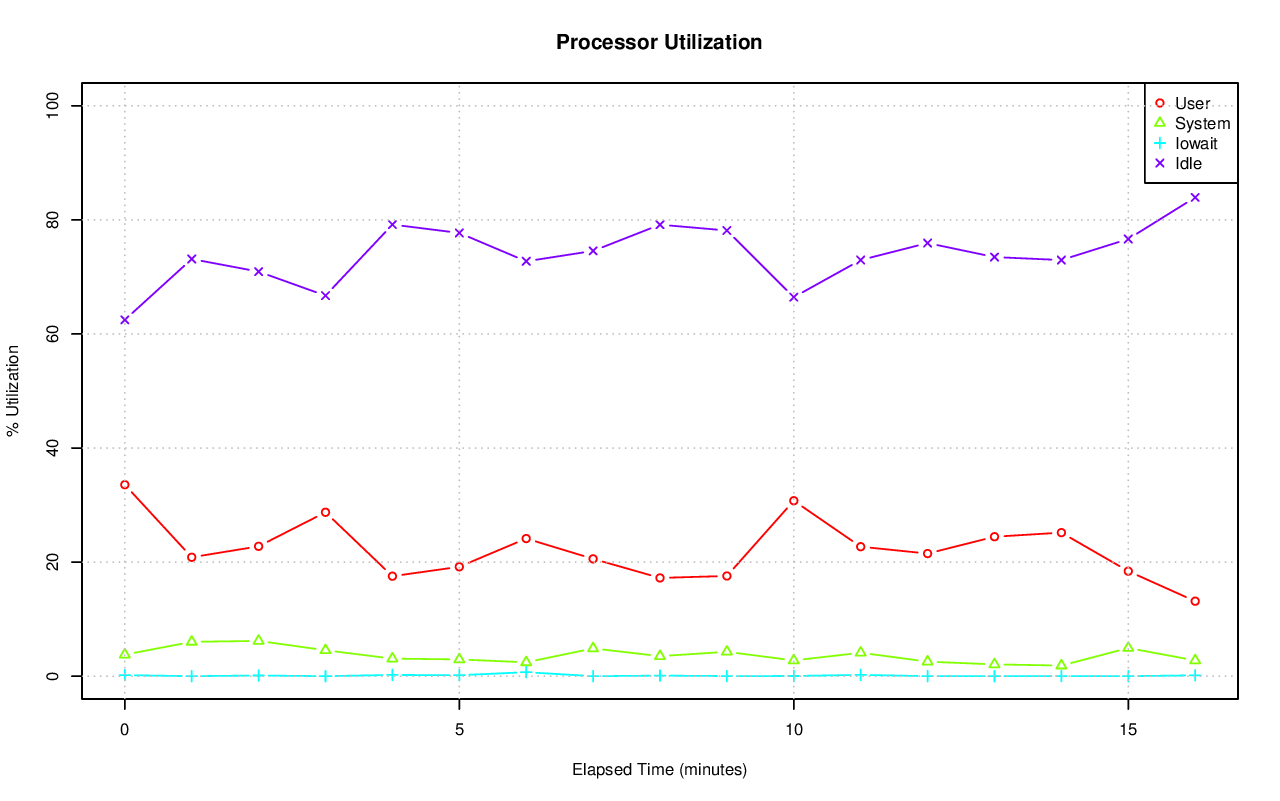 Processor Utilization
% Utilization
100
80
60
40
20
0
User
System
Iowait
Idle
0 5 10 15
Elapsed Time (minutes)